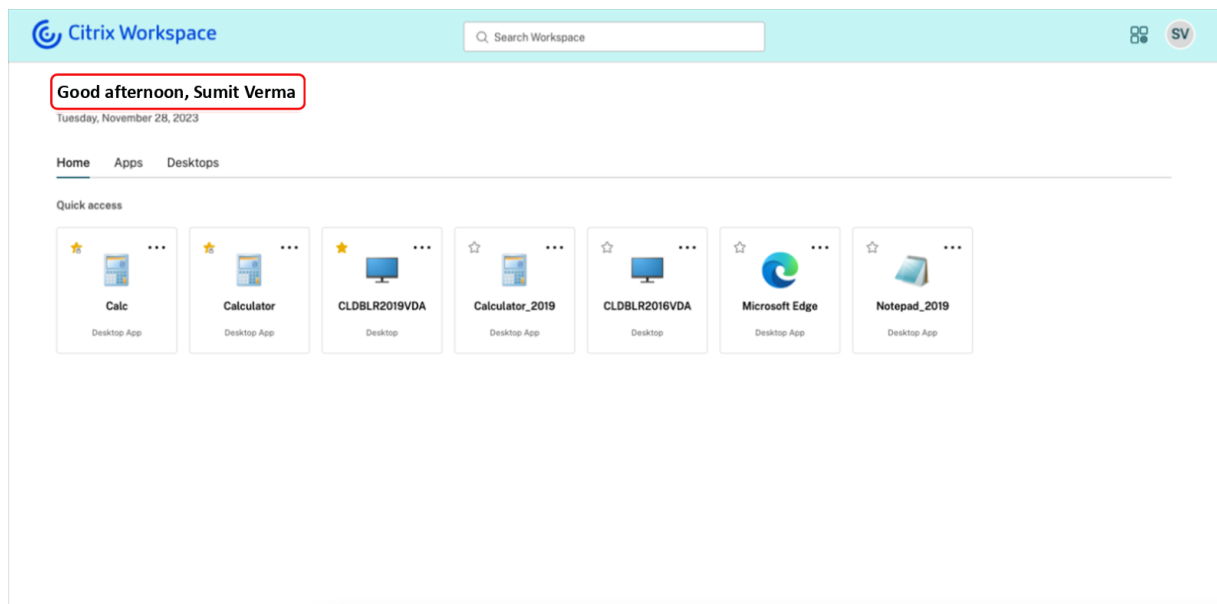 Citrix Workspace
Search Workspace
SV
Good afternoon, Sumit Verma
Tuesday, November 28, 2023
Home Apps Desktops
Quick access
Calc Calculator CLDBLR2019VDA Calculator_2019 CLDBLR2016VDA Microsoft Edge Notepad_2019
Desktop App Desktop App Desktop Desktop App Desktop Desktop App Desktop App